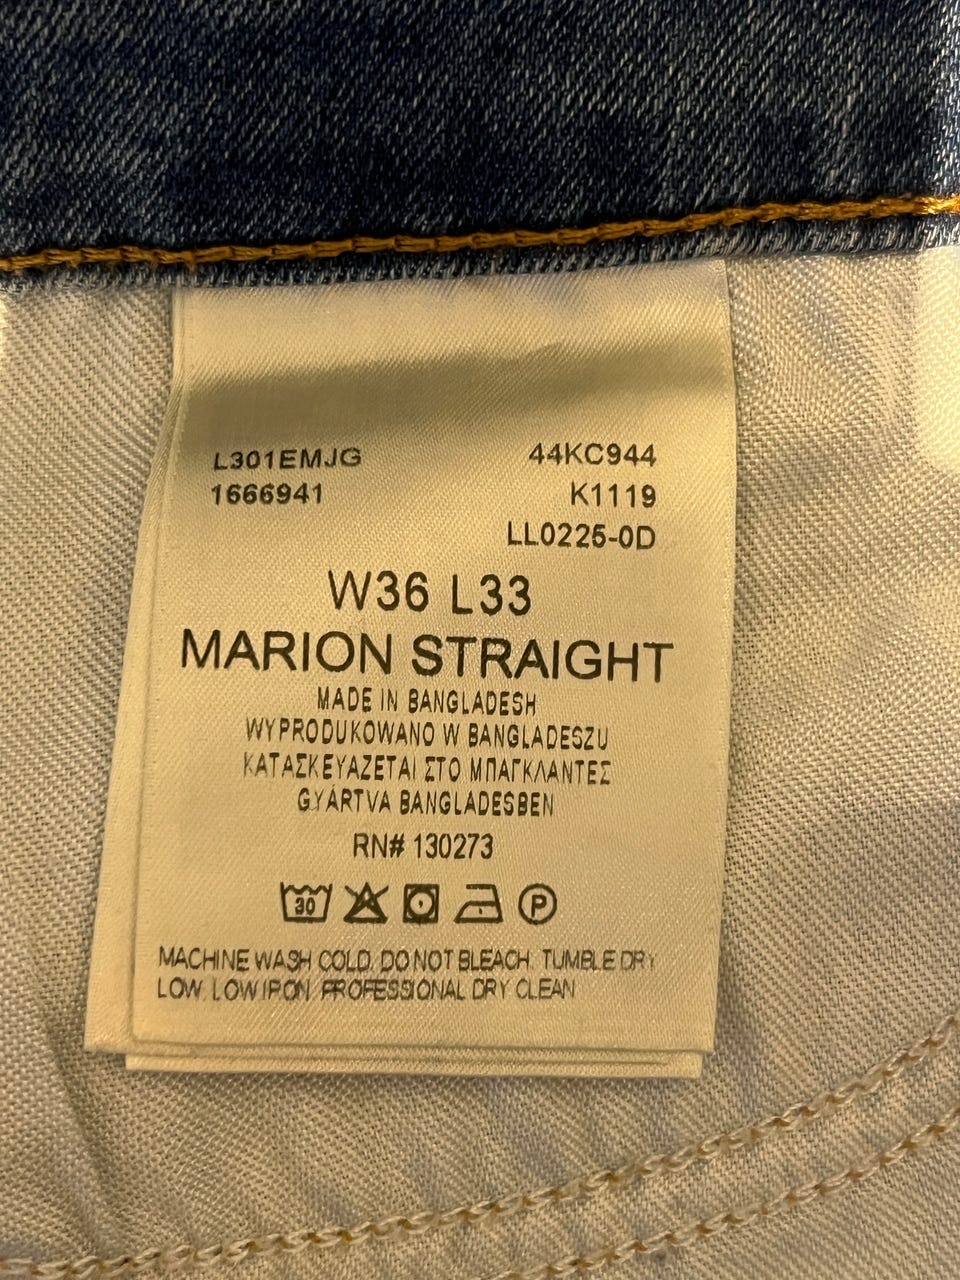 L301EMJG 44KC944
1666941 K1119
LL0225-0D
W36 L33
MARION STRAIGHT
MADE IN BANGLADESH
WYPRODUKOWANO W BANGLADESZU
ΚΑΤΑΣΚΕΥΑΖΕΤΑΙ ΣΤΟ ΜΠΑΓΚΛΑΝΤΕΣ
GYÁRTVA BANGLADESBEN
RN# 130273
30 P
MACHINE WASH COLD. DO NOT BLEACH. TUMBLE DRY
LOW. LOW IRON. PROFESSIONAL DRY CLEAN